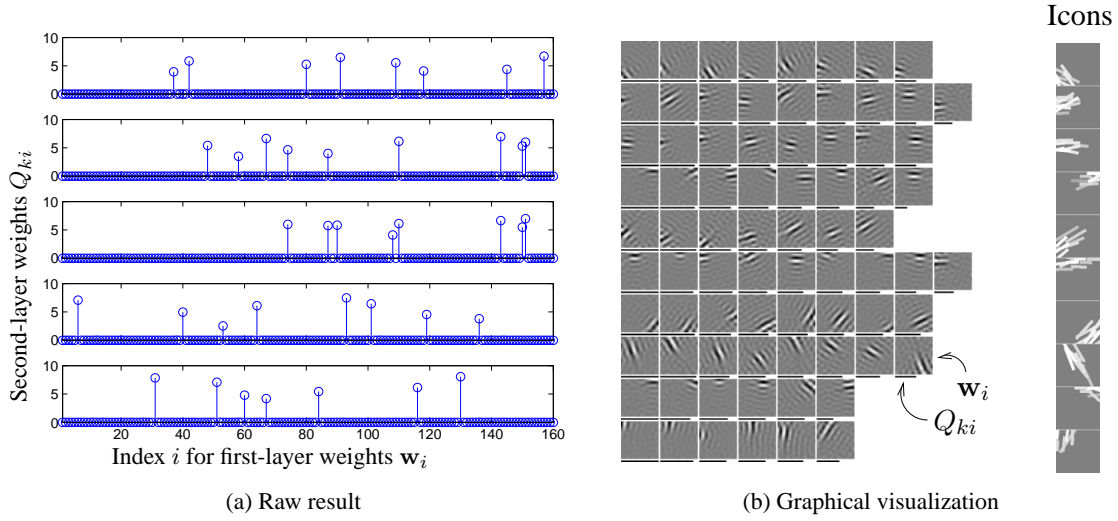 Icons
10
5
0
10
5
0
10
5
0
10
5
0
10
5
0
20 40 60 80 100 120 140 160
Second-layer weights Q_{ki}
Index i for first-layer weights w_i
w_i
Q_{ki}
(a) Raw result
(b) Graphical visualization